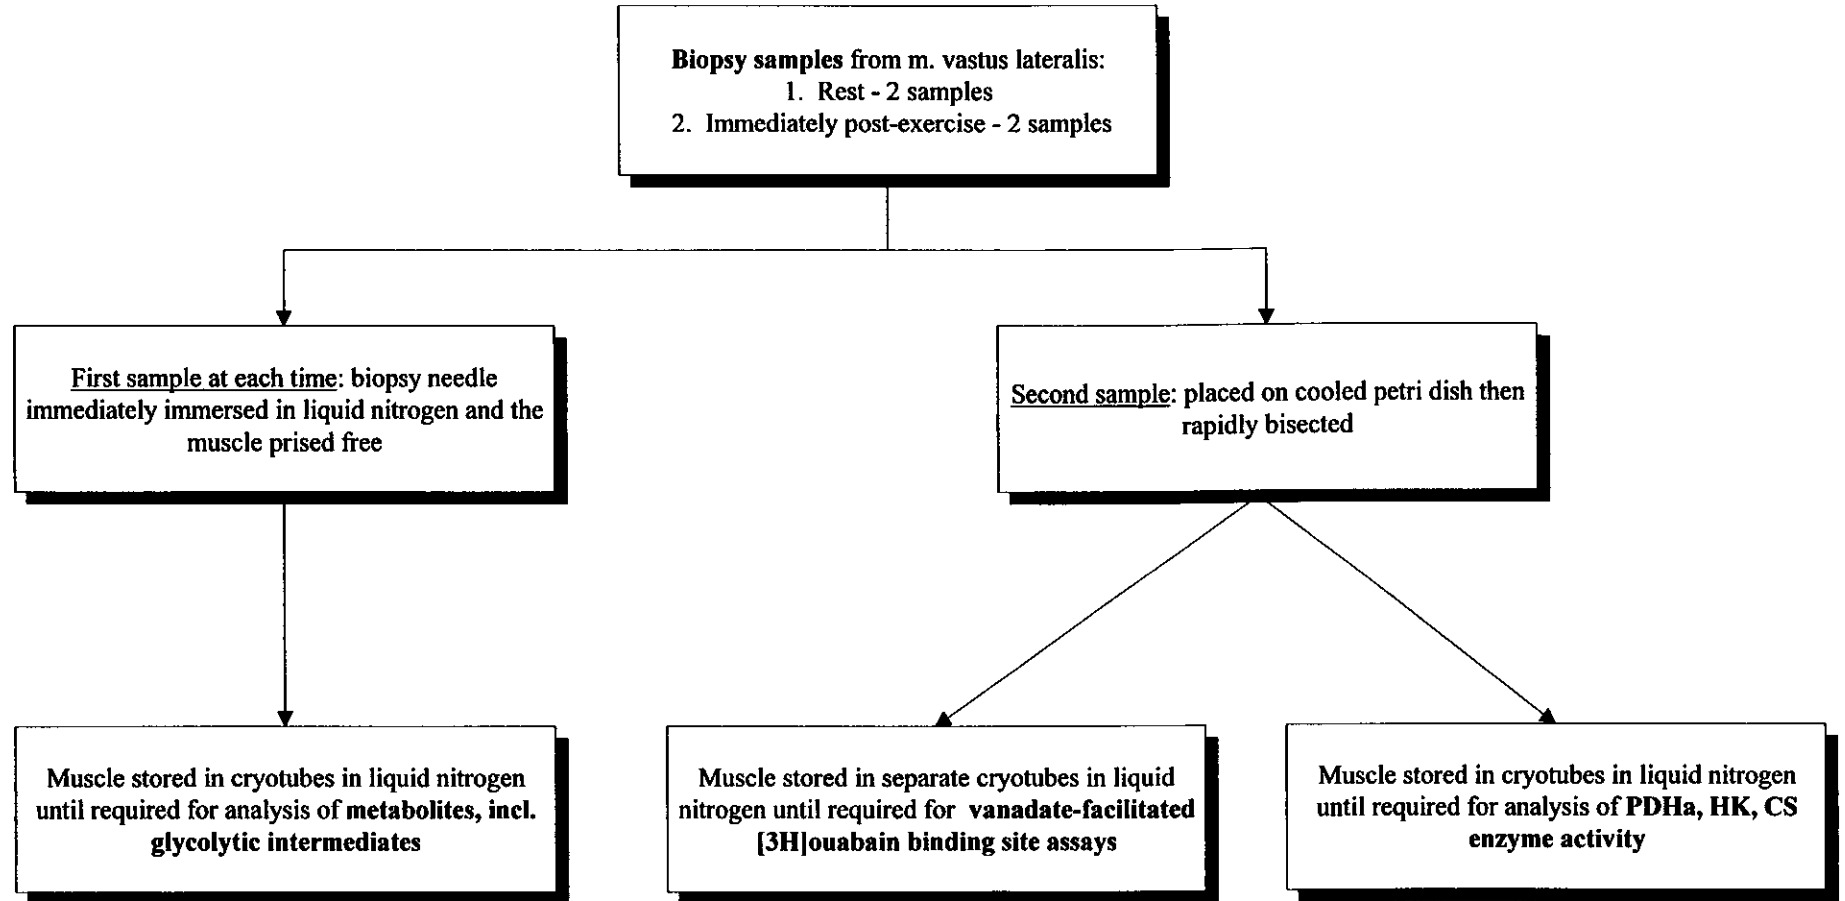 Biopsy samples from m. vastus lateralis:
1. Rest - 2 samples
2. Immediately post-exercise - 2 samples
First sample at each time: biopsy needle
immediately immersed in liquid nitrogen and the
muscle prised free
Second sample: placed on cooled petri dish then
rapidly bisected
Muscle stored in cryotubes in liquid nitrogen
until required for analysis of metabolites, incl.
glycolytic intermediates
Muscle stored in separate cryotubes in liquid
nitrogen until required for vanadate-facilitated
[3H]ouabain binding site assays
Muscle stored in cryotubes in liquid nitrogen
until required for analysis of PDHa, HK, CS
enzyme activity